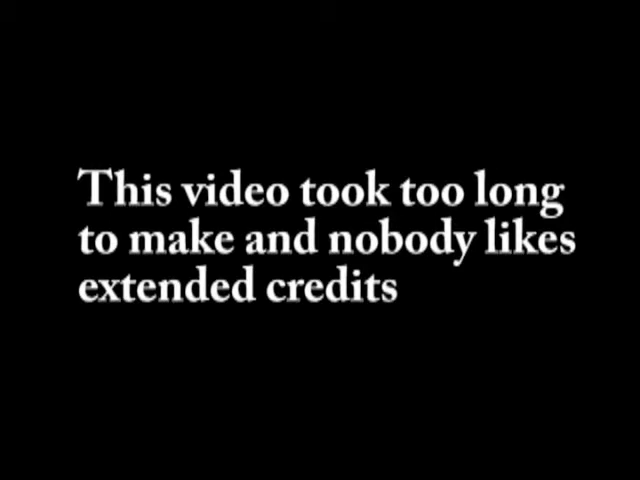 This video took too long
to make and nobody likes
extended credits